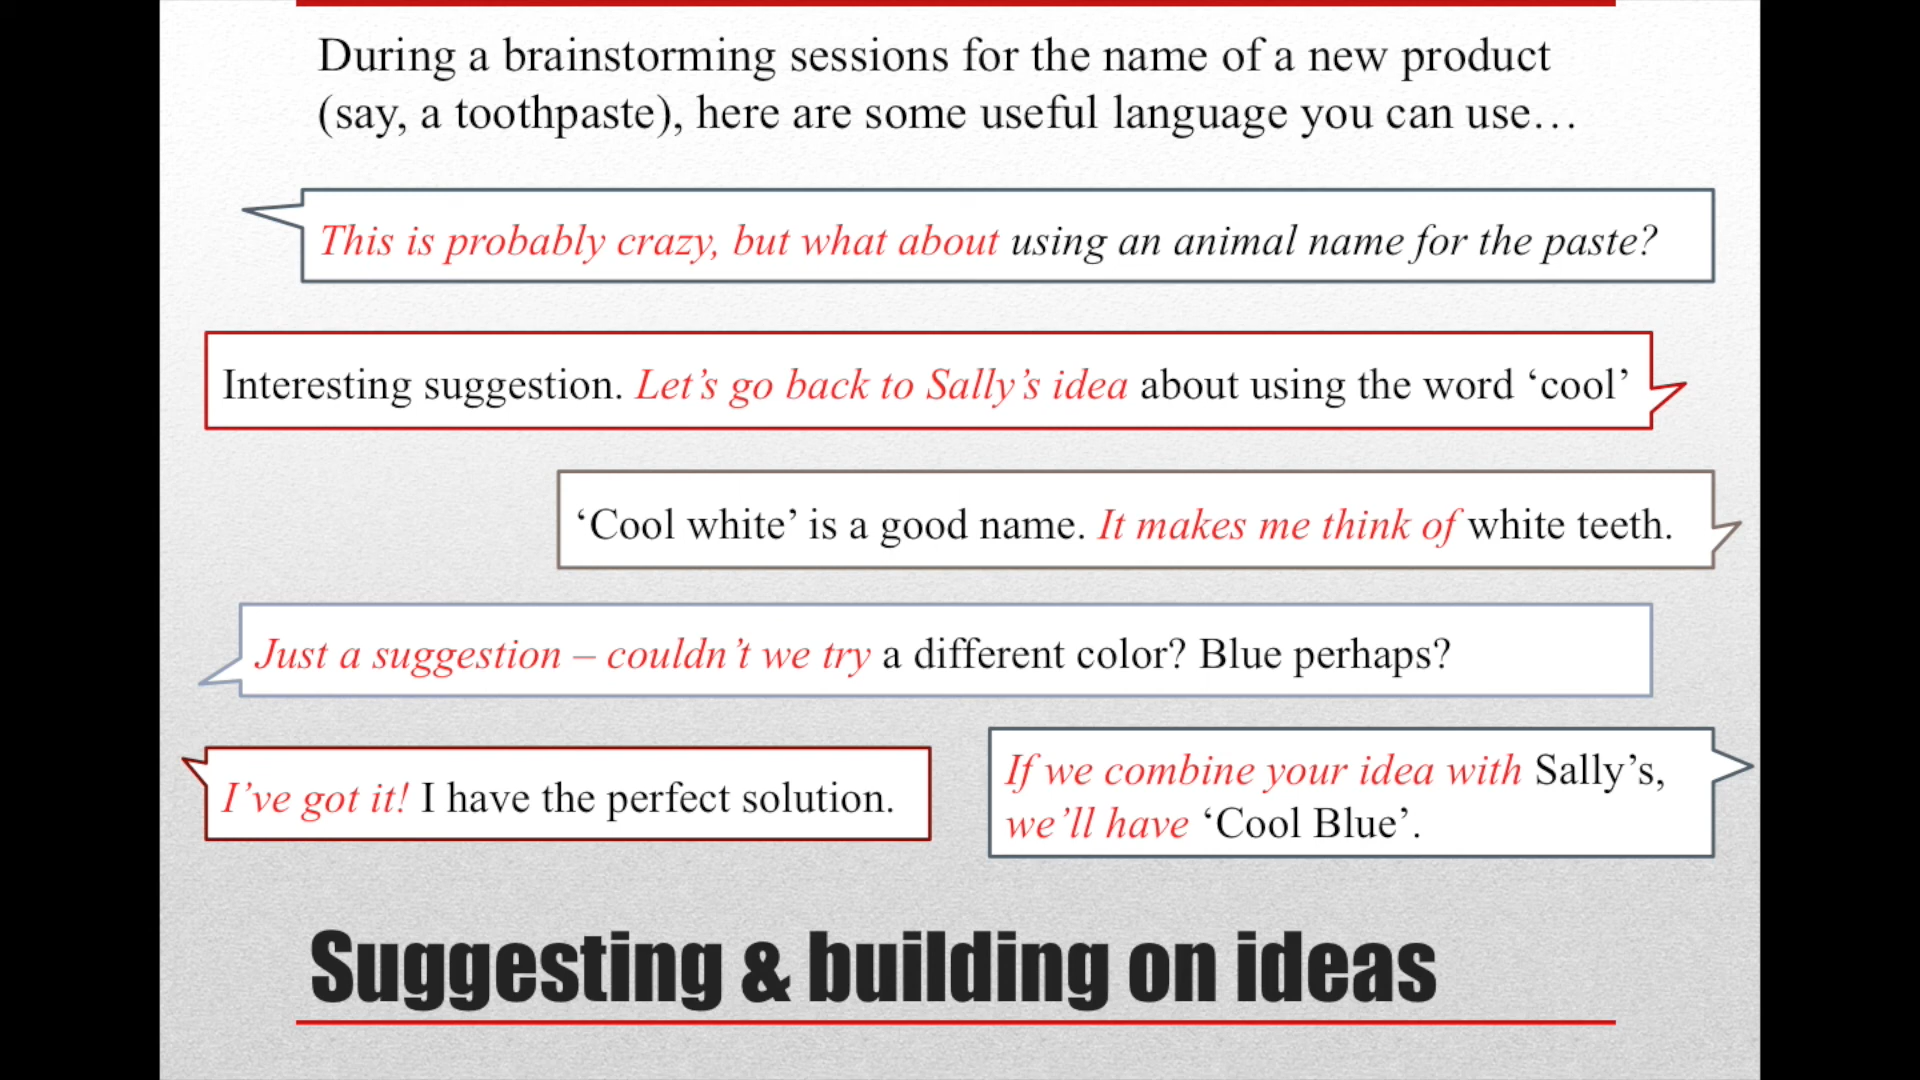 During a brainstorming sessions for the name of a new product
(say, a toothpaste), here are some useful language you can use…
This is probably crazy, but what about using an animal name for the paste?
Interesting suggestion. Let’s go back to Sally’s idea about using the word ‘cool’
‘Cool white’ is a good name. It makes me think of white teeth.
Just a suggestion – couldn’t we try a different color? Blue perhaps?
I’ve got it! I have the perfect solution.
If we combine your idea with Sally’s,
we’ll have ‘Cool Blue’.
Suggesting & building on ideas